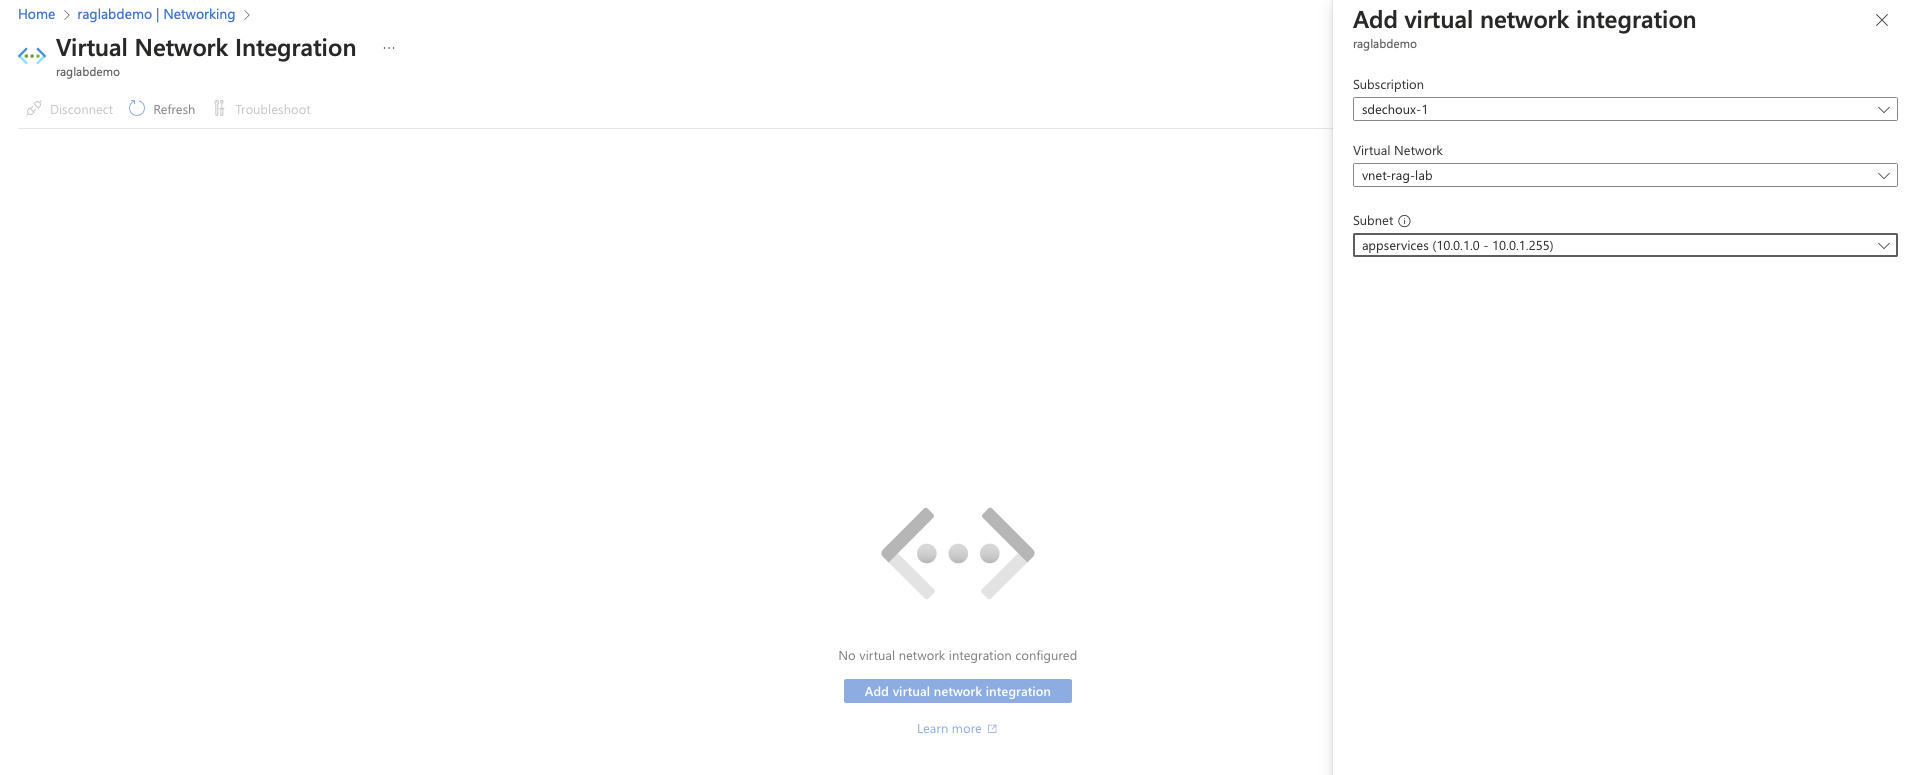 Home > raglabdemo | Networking >
Virtual Network Integration ...
raglabdemo
Disconnect Refresh Troubleshoot
No virtual network integration configured
Add virtual network integration
Learn more
Add virtual network integration
raglabdemo
Subscription
sdechoux-1
Virtual Network
vnet-rag-lab
Subnet
appservices (10.0.1.0 - 10.0.1.255)